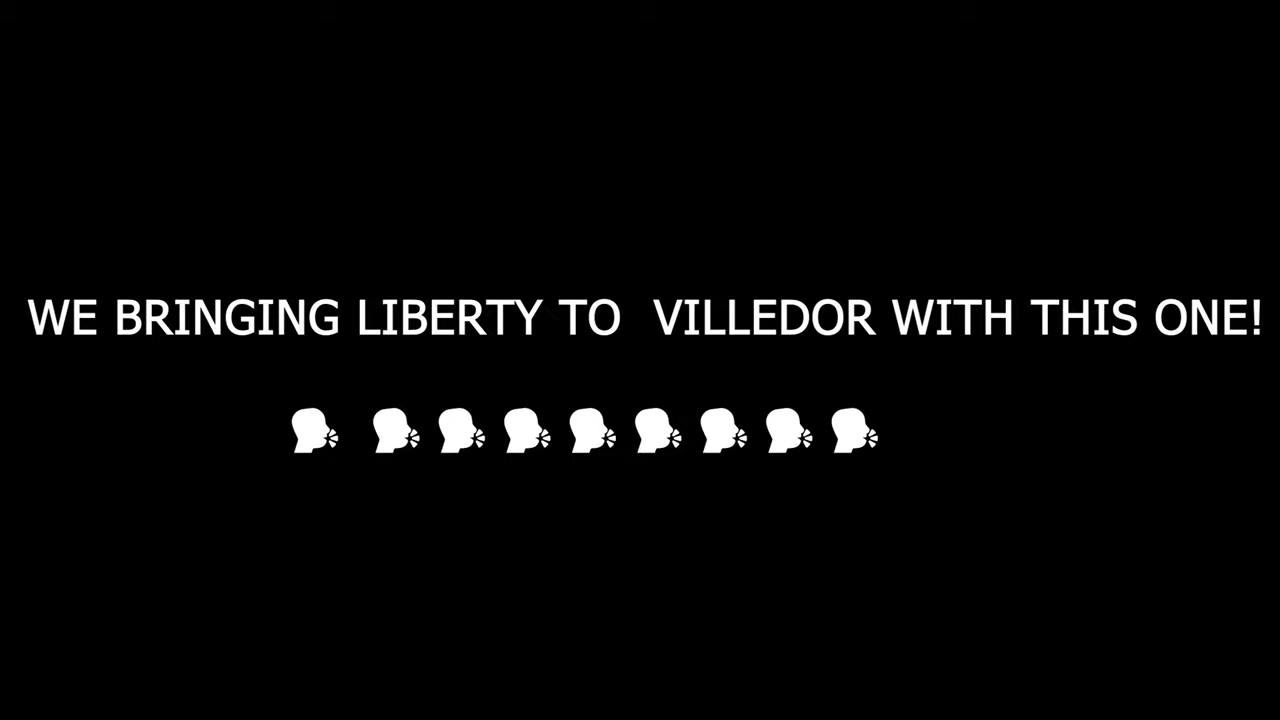 WE BRINGING LIBERTY TO  VILLEDOR WITH THIS ONE!
🗣 🗣🗣🗣🗣🗣🗣🗣🗣